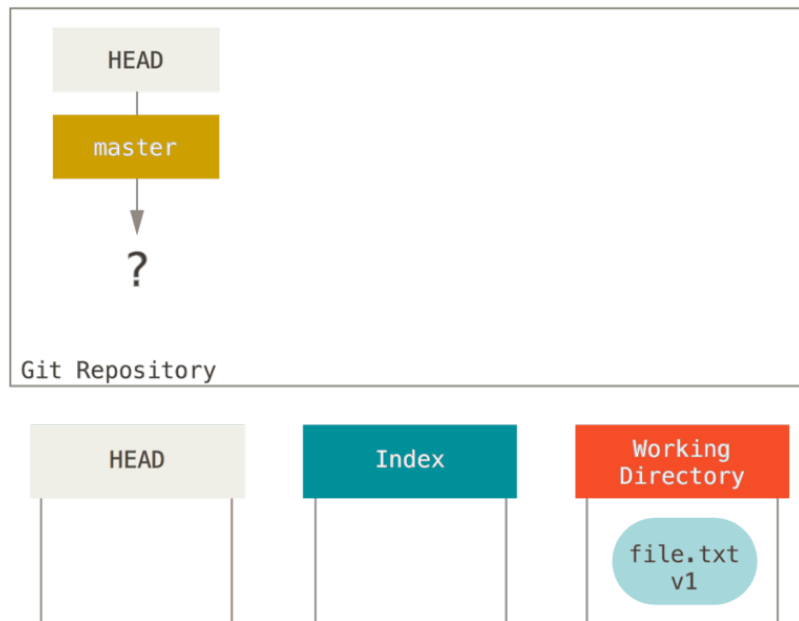 HEAD
master
?
Git Repository
HEAD
Index
Working
Directory
file.txt
v1